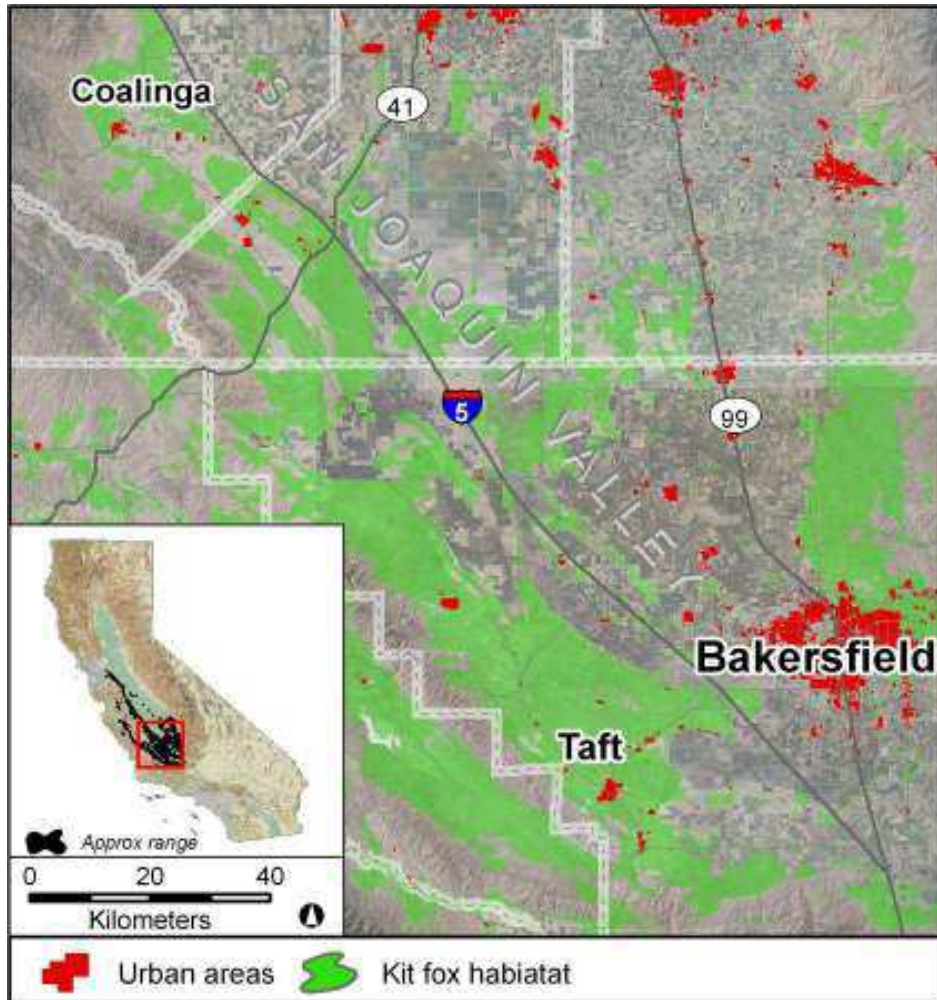 Coalinga
41
SAN JOAQUIN VALLEY
5
99
Bakersfield
Taft
Approx range
0 20 40
Kilometers
Urban areas
Kit fox habiatat